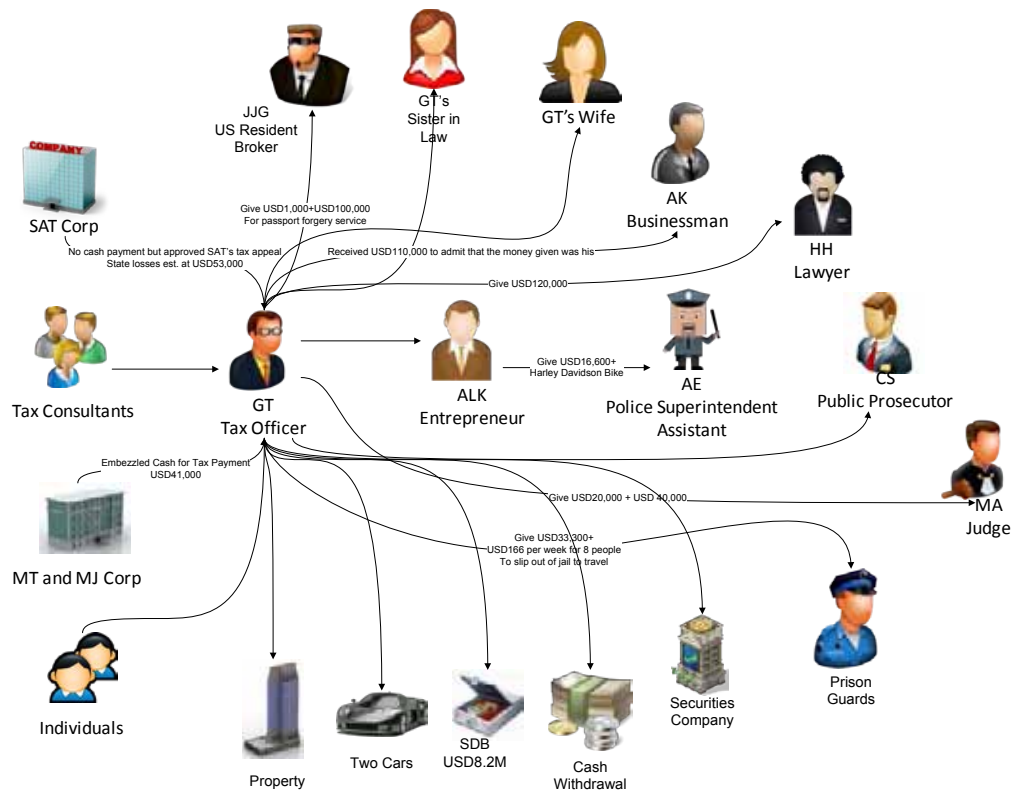 JJG
US Resident
Broker
GT's
Sister in
Law
GT's Wife
AK
Businessman
HH
Lawyer
COMPANY
SAT Corp
Give USD1,000+USD100,000
For passport forgery service
No cash payment but approved SAT's tax appeal
State losses est. at USD53,000
Received USD110,000 to admit that the money given was his
Give USD120,000
Tax Consultants
GT
Tax Officer
ALK
Entrepreneur
Give USD16,600+
Harley Davidson Bike
AE
Police Superintendent
Assistant
CS
Public Prosecutor
Embezzled Cash for Tax Payment
USD41,000
MT and MJ Corp
Give USD20,000 + USD 40,000
MA
Judge
Give USD33,300+
USD166 per week for 8 people
To slip out of jail to travel
Individuals
Property
Two Cars
SDB
USD8.2M
Cash
Withdrawal
Securities
Company
Prison
Guards